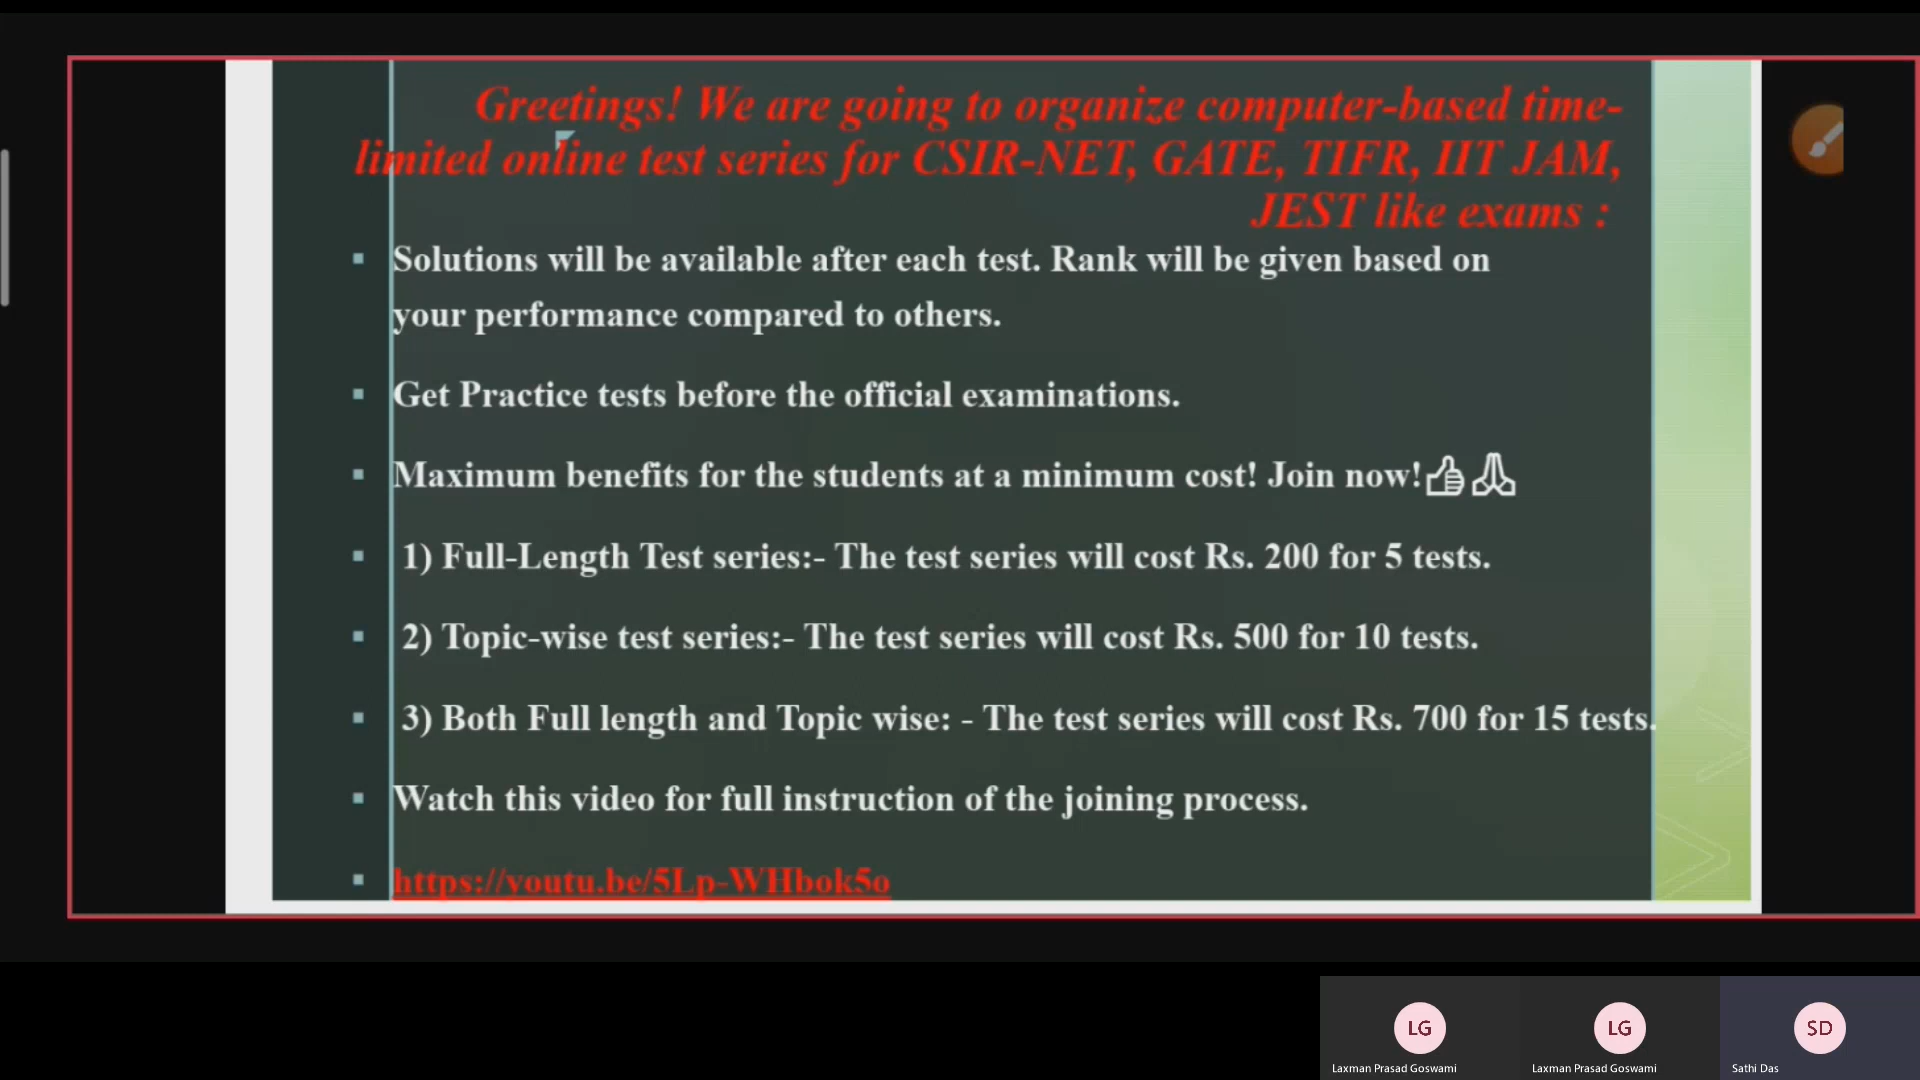 Greetings! We are going to organize computer-based time-
limited online test series for CSIR-NET, GATE, TIFR, IIT JAM,
JEST like exams :
Solutions will be available after each test. Rank will be given based on
your performance compared to others.
Get Practice tests before the official examinations.
Maximum benefits for the students at a minimum cost! Join now!👍🙏
1) Full-Length Test series:- The test series will cost Rs. 200 for 5 tests.
2) Topic-wise test series:- The test series will cost Rs. 500 for 10 tests.
3) Both Full length and Topic wise: - The test series will cost Rs. 700 for 15 tests.
Watch this video for full instruction of the joining process.
https://youtu.be/5Lp-WHbok5o
LG
LG
SD
Laxman Prasad Goswami
Laxman Prasad Goswami
Sathi Das